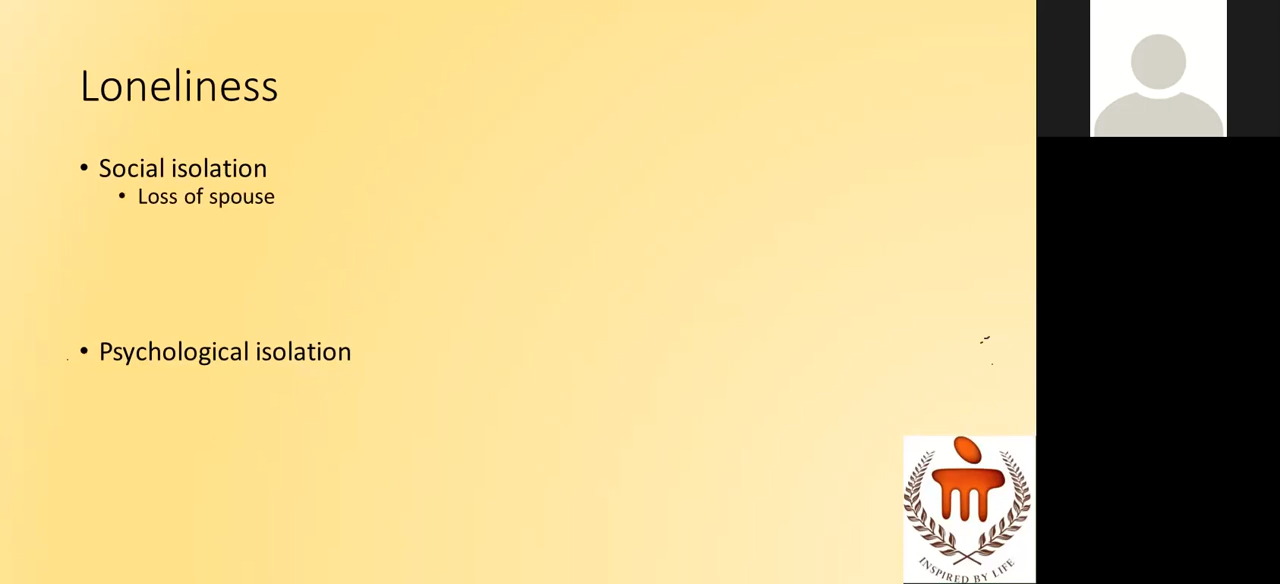 Loneliness
• Social isolation
• Loss of spouse
• Psychological isolation
INSPIRED BY LIFE